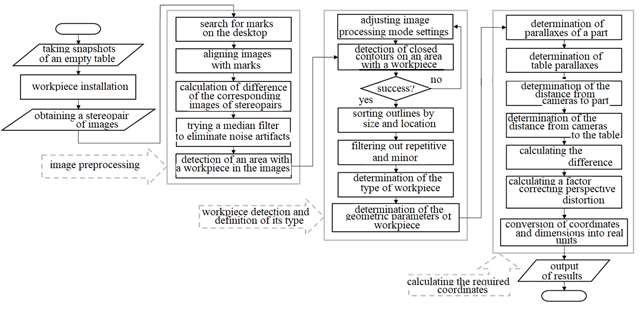 taking snapshots
of an empty table
workpiece installation
obtaining a stereopair
of images
image preprocessing
search for marks
on the desktop
aligning images
with marks
calculation of difference
of the corresponding
images of stereopairs
trying a median filter
to eliminate noise artifacts
detection of an area with
a workpiece in the images
workpiece detection and
definition of its type
adjusting image
processing mode settings
detection of closed
contours on an area
with a workpiece
success?
no
yes
sorting outlines by
size and location
filtering out repetitive
and minor
determination of the
type of workpiece
determination of the
geometric parameters of
workpiece
determination of
parallaxes of a part
determination of
table parallaxes
determination of the
distance from
cameras to part
determination of the
distance from cameras
to the table
calculating the
difference
calculating a factor
correcting perspective
distortion
conversion of coordinates
and dimensions into real
units
calculating the required
coordinates
output
of results